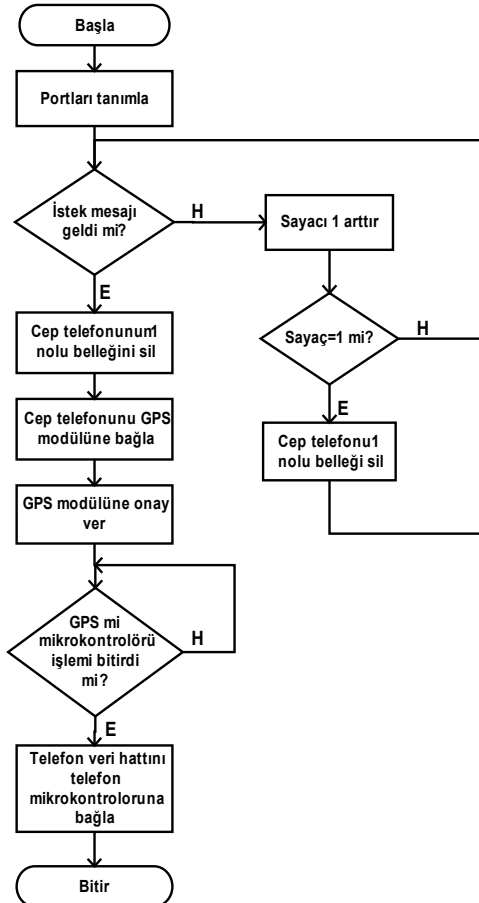 Başla
Portları tanımla
İstek mesajı
geldi mi?
H
Sayacı 1 arttır
E
Sayaç=1 mi?
H
Cep telefonunum1
nolu belleğini sil
E
Cep telefonunu GPS
modülüne bağla
Cep telefonu1
nolu belleği sil
GPS modülüne onay
ver
GPS mi
mikrokontrolörü
işlemi bitirdi
mi?
H
E
Telefon veri hattını
telefon
mikrokontroloruna
bağla
Bitir